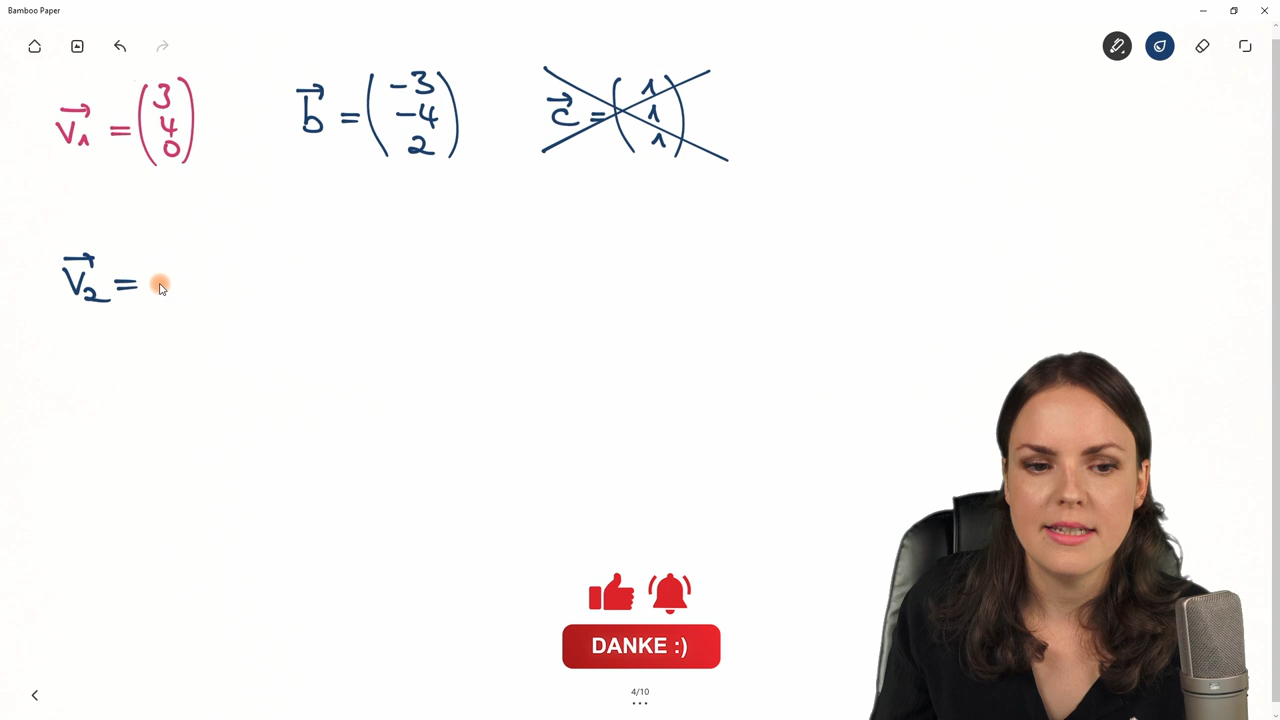 Bamboo Paper
v₁ = (3 4 0)
b = (-3 -4 2)
c = (1 1 1)
v₂ =
DANKE :)
4/10